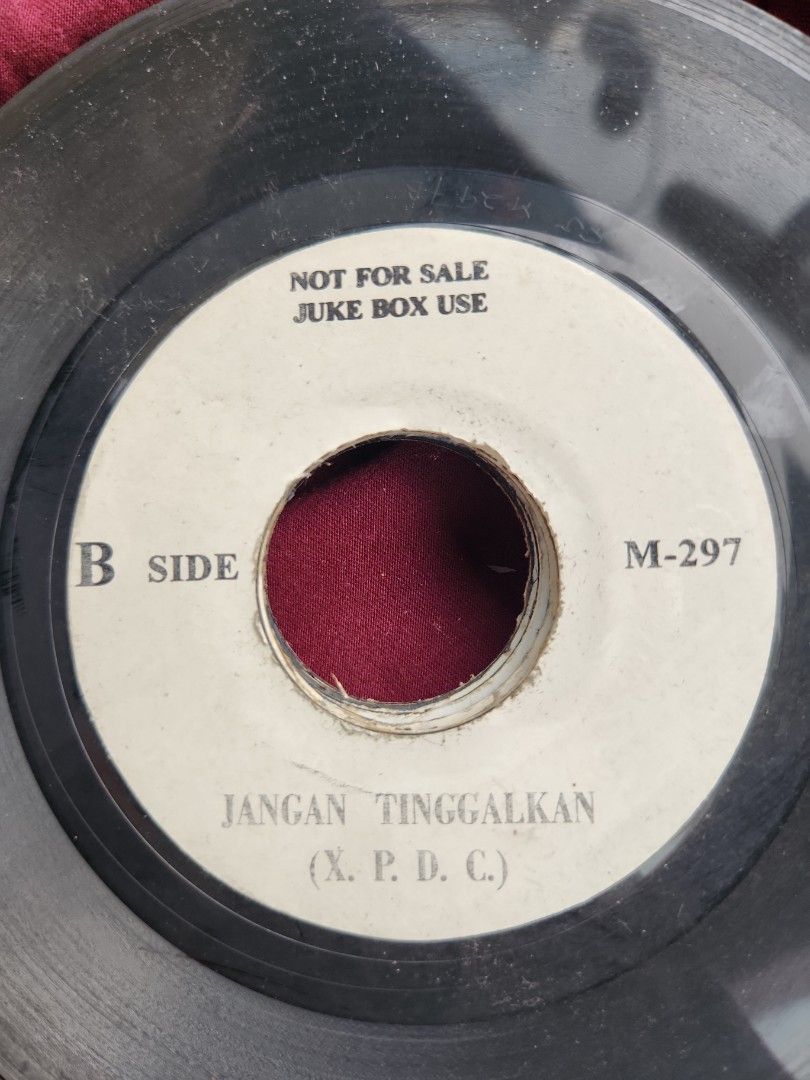 NOT FOR SALE
JUKE BOX USE
B SIDE
M-297
JANGAN TINGGALKAN
(X. P. D. C.)